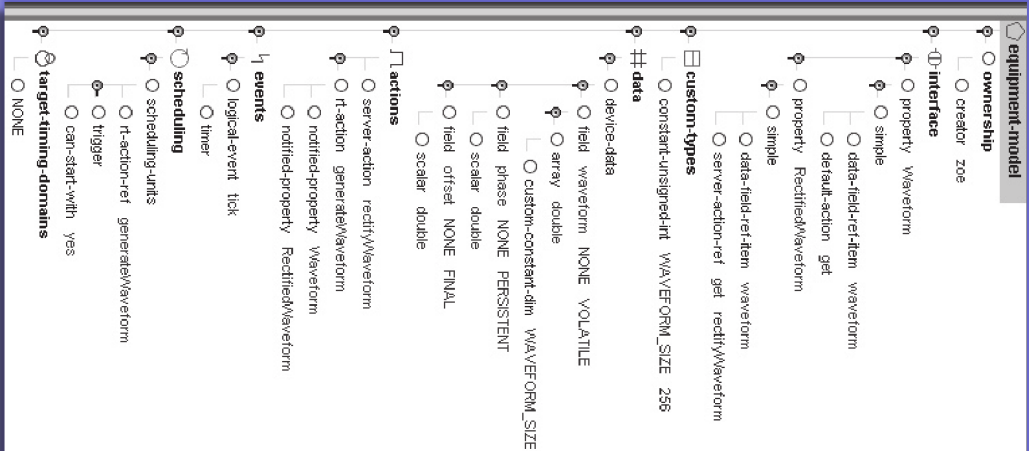 equipment-model
ownership
creator zoe
interface
property Waveform
simple
data-field-ref-item waveform
default-action get
property RectifiedWaveform
simple
data-field-ref-item waveform
server-action-ref get rectifyWaveform
custom-types
constant-unsigned-int WAVEFORM_SIZE 256
data
device-data
field waveform NONE VOLATILE
array double
custom-constant-dim WAVEFORM_SIZE
field phase NONE PERSISTENT
scalar double
field offset NONE FINAL
scalar double
actions
server-action rectifyWaveform
rt-action generateWaveform
notified-property Waveform
notified-property RectifiedWaveform
events
logical-event tick
timer
scheduling
scheduling-units
rt-action-ref generateWaveform
trigger
can-start-with yes
target-timing-domains
NONE